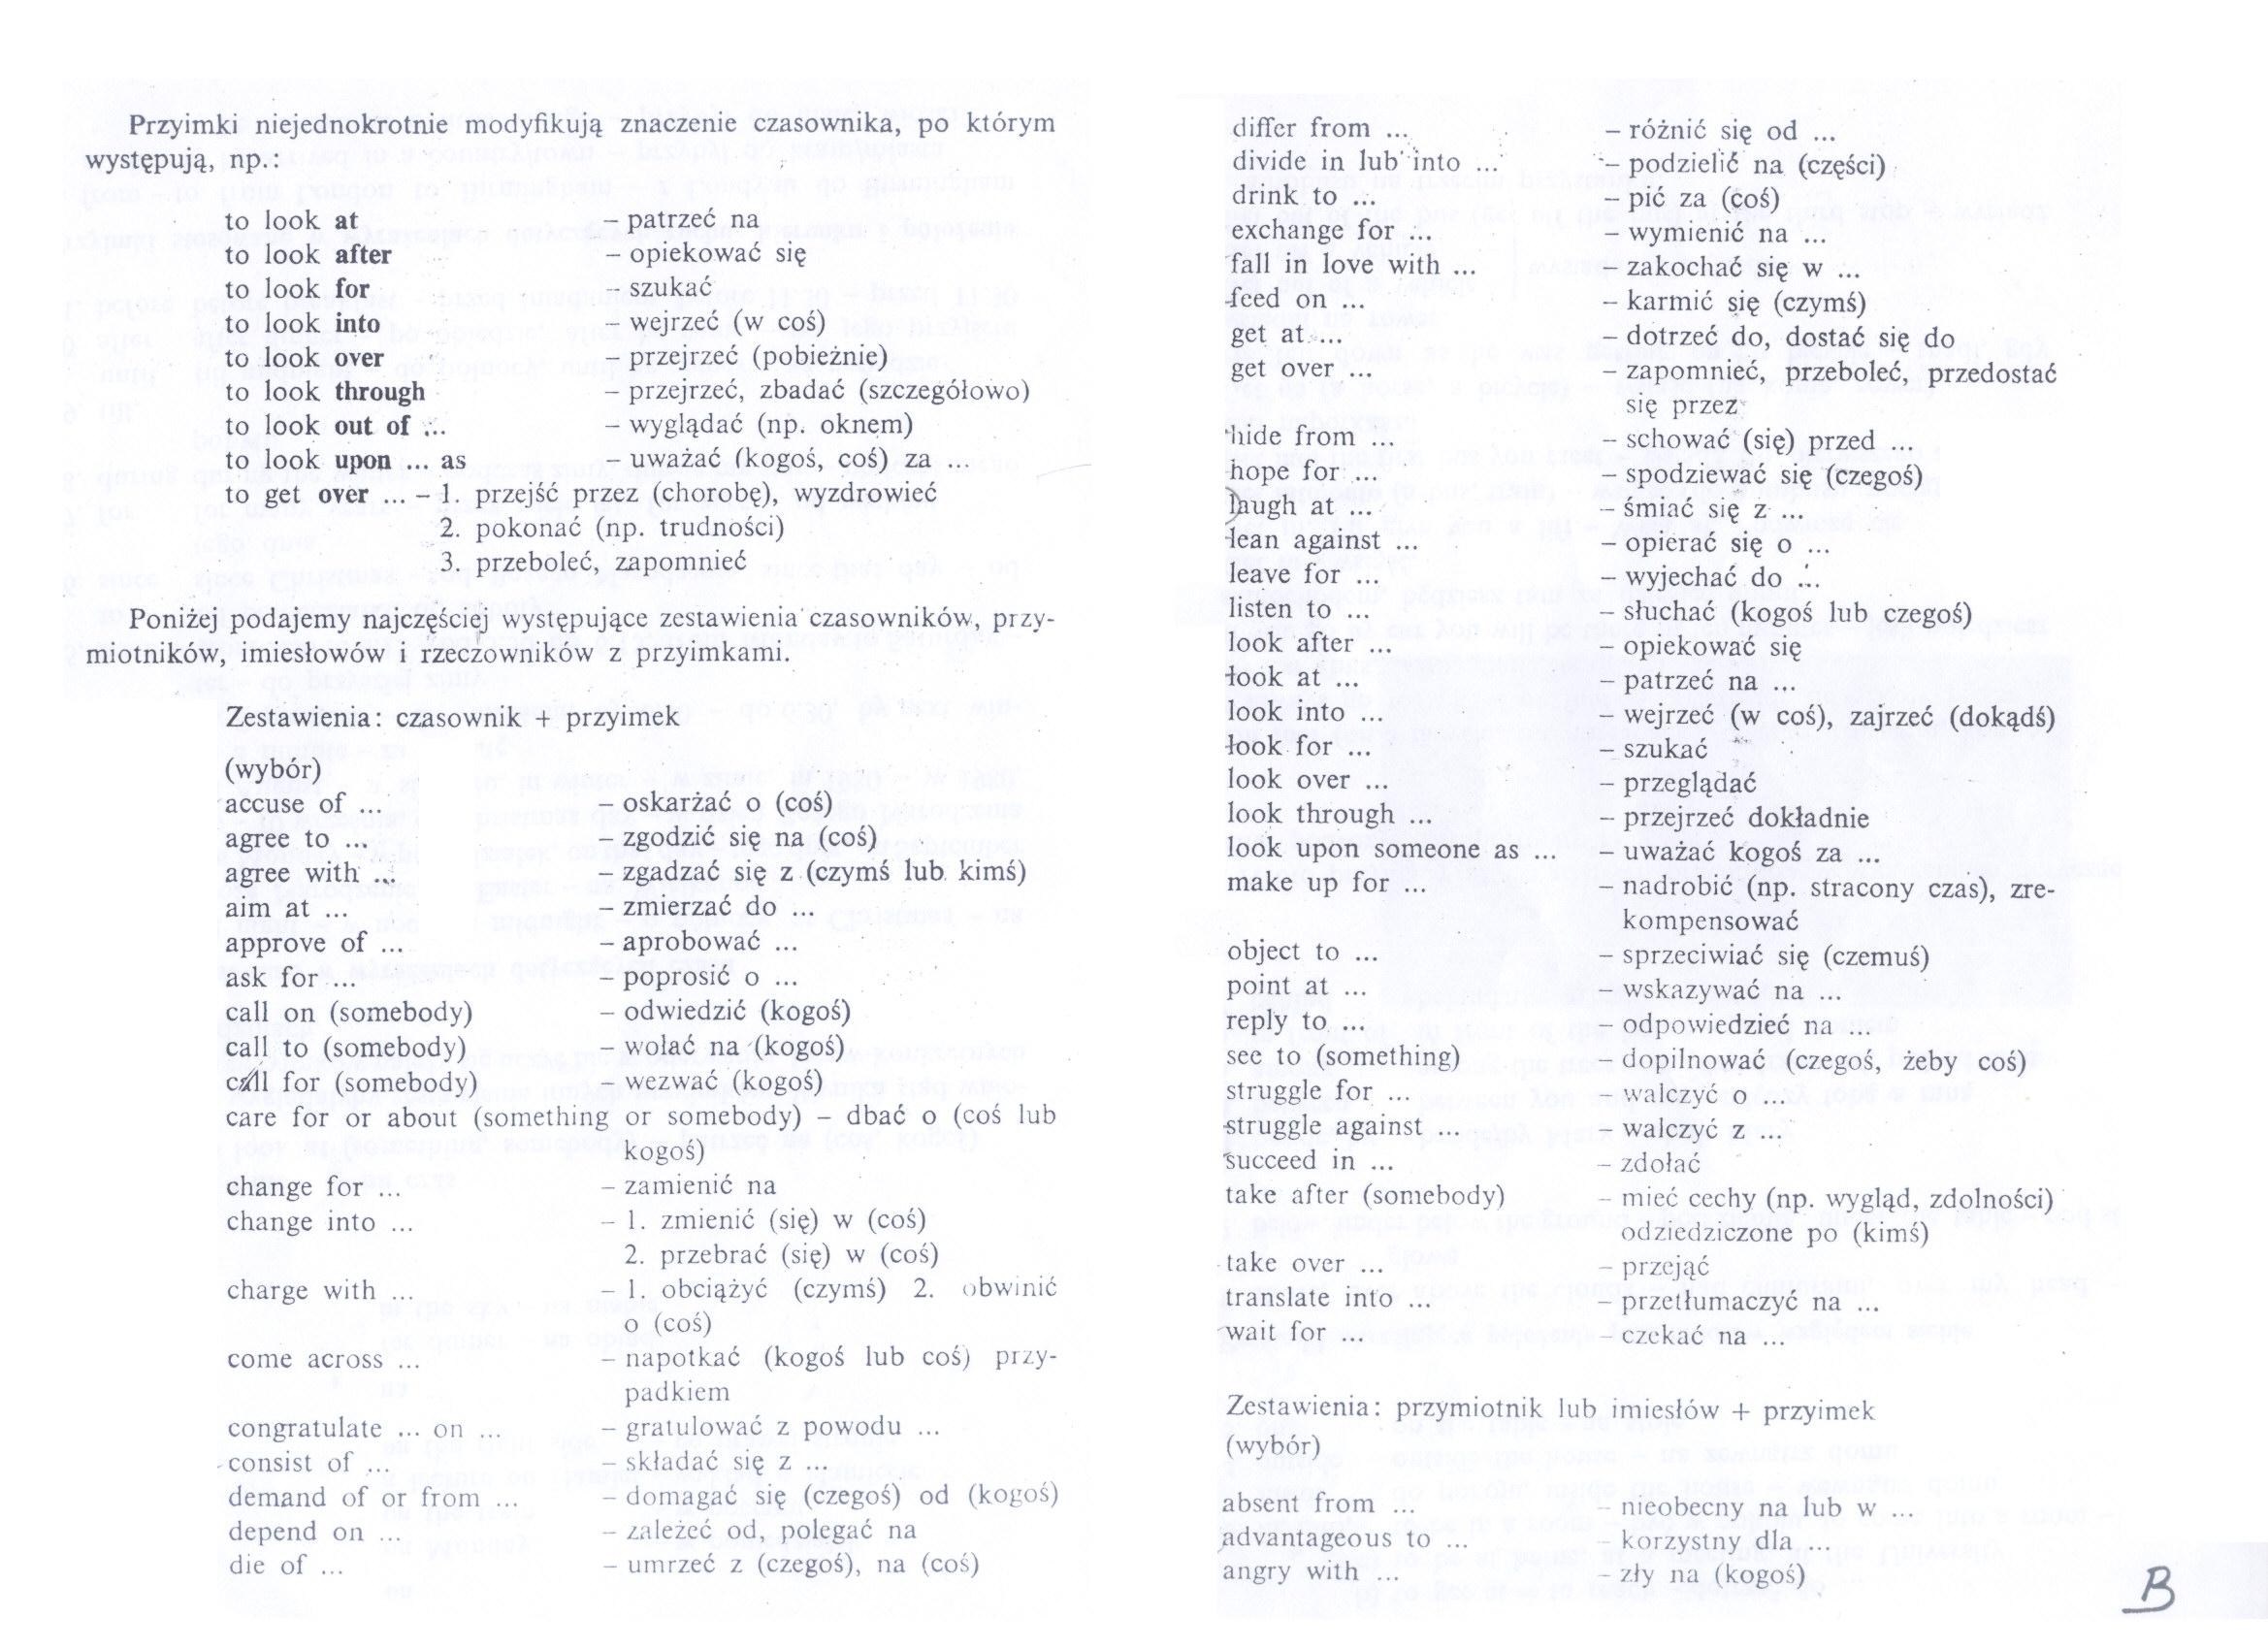 Przyimki niejednokrotnie modyfikują znaczenie czasownika, po którym
występują, np.:
to look at – patrzeć na
to look after – opiekować się
to look for – szukać
to look into – wejrzeć (w coś)
to look over – przejrzeć (pobieżnie)
to look through – przejrzeć, zbadać (szczegółowo)
to look out of ... – wyglądać (np. oknem)
to look upon ... as – uważać (kogoś, coś) za ...
to get over ... – 1. przejść przez (chorobę), wyzdrowieć
2. pokonać (np. trudności)
3. przeboleć, zapomnieć
Poniżej podajemy najczęściej występujące zestawienia czasowników, przy-
miotników, imiesłowów i rzeczowników z przyimkami.
Zestawienia: czasownik + przyimek
(wybór)
accuse of ... – oskarżać o (coś)
agree to ... – zgodzić się na (coś)
agree with ... – zgadzać się z (czymś lub kimś)
aim at ... – zmierzać do ...
approve of ... – aprobować ...
ask for ... – poprosić o ...
call on (somebody) – odwiedzić (kogoś)
call to (somebody) – wołać na (kogoś)
call for (somebody) – wezwać (kogoś)
care for or about (something or somebody) – dbać o (coś lub
kogoś)
change for ... – zamienić na
change into ... – 1. zmienić (się) w (coś)
2. przebrać (się) w (coś)
charge with ... – 1. obciążyć (czymś) 2. obwinić
o (coś)
come across ... – napotkać (kogoś lub coś) przy-
padkiem
congratulate ... on ... – gratulować z powodu ...
consist of ... – składać się z ...
demand of or from ... – domagać się (czegoś) od (kogoś)
depend on ... – zależeć od, polegać na
die of ... – umrzeć z (czegoś), na (coś)
differ from ... – różnić się od ...
divide in lub into ... – podzielić na (części)
drink to ... – pić za (coś)
exchange for ... – wymienić na ...
fall in love with ... – zakochać się w ...
feed on ... – karmić się (czymś)
get at ... – dotrzeć do, dostać się do
get over ... – zapomnieć, przeboleć, przedostać
się przez
hide from ... – schować (się) przed ...
hope for ... – spodziewać się (czegoś)
laugh at ... – śmiać się z ...
lean against ... – opierać się o ...
leave for ... – wyjechać do ...
listen to – słuchać (kogoś lub czegoś)
look after ... – opiekować się
look at ... – patrzeć na ...
look into ... – wejrzeć (w coś), zajrzeć (dokądś)
look for ... – szukać
look over ... – przeglądać
look through ... – przejrzeć dokładnie
look upon someone as ... – uważać kogoś za ...
make up for ... – nadrobić (np. stracony czas), zre-
kompensować
object to ... – sprzeciwiać się (czemuś)
point at ... – wskazywać na ...
reply to ... – odpowiedzieć na...
see to (something) – dopilnować (czegoś, żeby coś)
struggle for ... – walczyć o ...
struggle against ... – walczyć z ...
succeed in ... – zdołać
take after (somebody) – mieć cechy (np. wygląd, zdolności)
odziedziczone po (kimś)
take over ... – przejąć
translate into ... – przetłumaczyć na ...
wait for ... – czekać na ...
Zestawienia: przymiotnik lub imiesłów + przyimek
(wybór)
absent from ... – nieobecny na lub w ...
advantageous to ... – korzystny dla ...
angry with ... – zły na (kogoś)
B